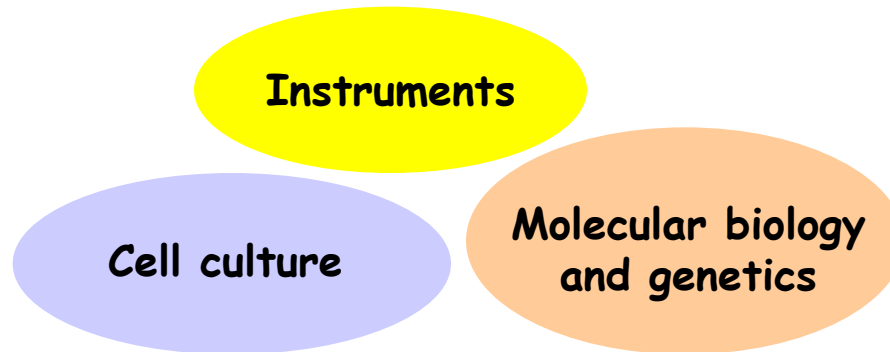 Instruments
Cell culture
Molecular biology
and genetics